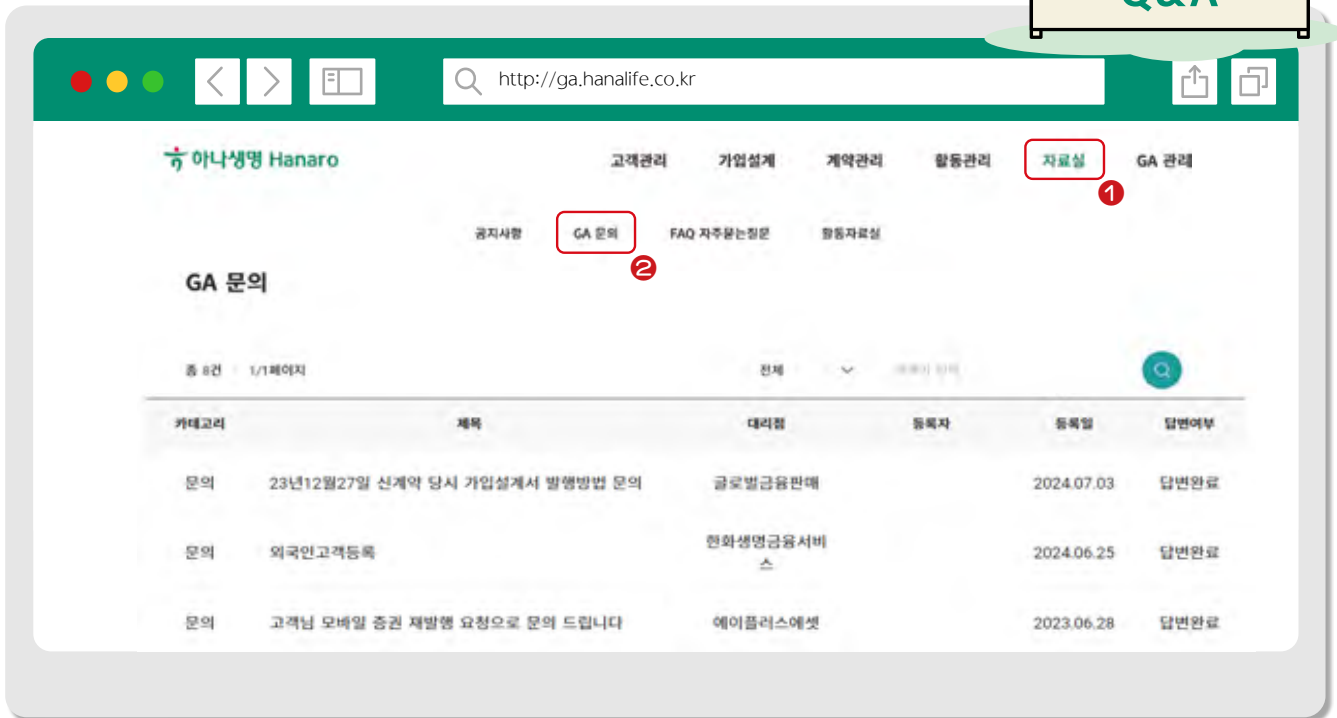 Q&A
http://ga.hanalife.co.kr
하나생명 Hanaro
고객관리 가입설계 계약관리 활동관리 자료실 GA 관리
1
공지사항 GA 문의 FAQ 자주묻는질문 활동자료실
2
GA 문의
총 8건 1/1페이지 전체
카테고리 제목 대리점 등록자 등록일 답변여부
문의 23년12월27일 신계약 당시 가입설계서 발행방법 문의 글로벌금융판매 2024.07.03 답변완료
문의 외국인고객등록 한화생명금융서비
스 2024.06.25 답변완료
문의 고객님 모바일 증권 재발행 요청으로 문의 드립니다 에이플러스에셋 2023.06.28 답변완료